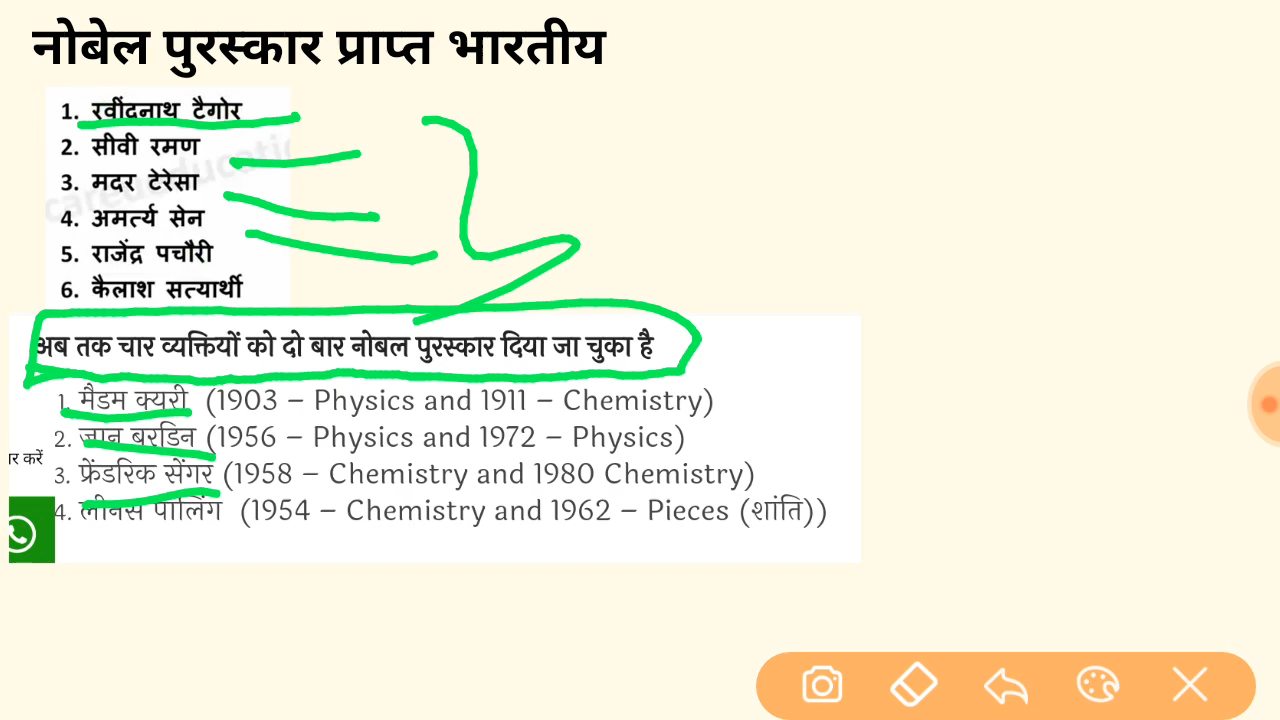 नोबेल पुरस्कार प्राप्त भारतीय
1. रवींदनाथ टैगोर
2. सीवी रमण
3. मदर टेरेसा
4. अमर्त्य सेन
5. राजेंद्र पचौरी
6. कैलाश सत्यार्थी
अब तक चार व्यक्तियों को दो बार नोबल पुरस्कार दिया जा चुका है
1. मैडम क्यरी (1903 – Physics and 1911 – Chemistry)
2. जान बरडिन (1956 – Physics and 1972 – Physics)
3. फ्रेंडरिक सेंगर (1958 – Chemistry and 1980 Chemistry)
4. लीनस पोलिंग (1954 – Chemistry and 1962 – Pieces (शांति))
र करें